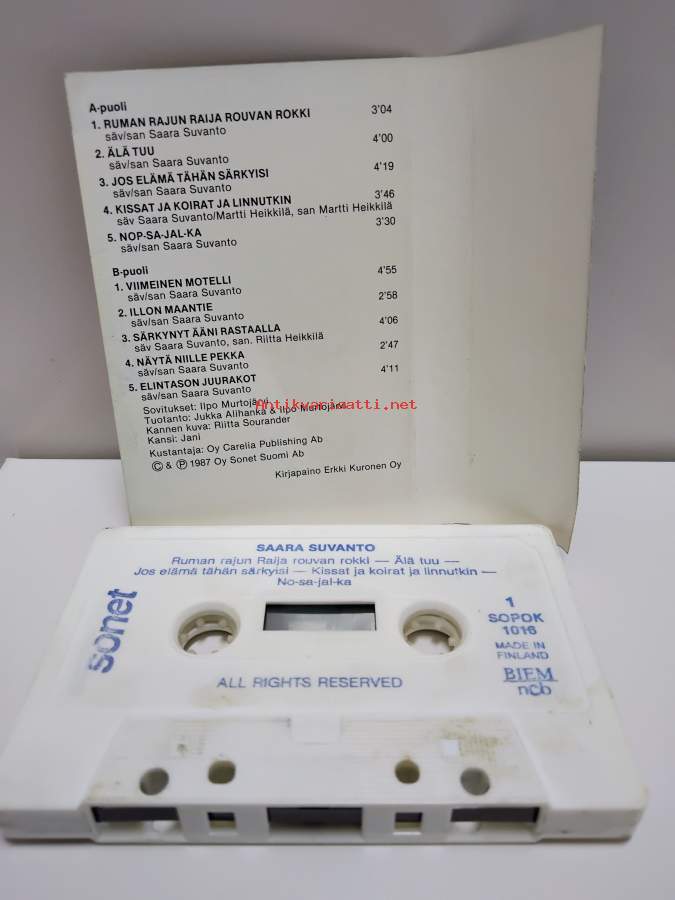 A-puoli
1. RUMAN RAJUN RAIJA ROUVAN ROKKI 3'04
säv/san Saara Suvanto
2. ÄLÄ TUU 4'00
säv/san Saara Suvanto
3. JOS ELÄMÄ TÄHÄN SÄRKYISI 4'19
säv/san Saara Suvanto
4. KISSAT JA KOIRAT JA LINNUTKIN 3'46
säv Saara Suvanto/Martti Heikkilä, san Martti Heikkilä
5. NOP-SA-JAL-KA 3'30
säv/san Saara Suvanto
B-puoli
1. VIIMEINEN MOTELLI 4'55
säv/san Saara Suvanto
2. ILLON MAANTIE 2'58
säv/san Saara Suvanto
3. SÄRKYNYT ÄÄNI RASTAALLA 4'06
säv Saara Suvanto, san. Riitta Heikkilä
4. NÄYTÄ NIILLE PEKKA 2'47
säv/san Saara Suvanto
5. ELINTASON JUURAKOT 4'11
säv/san Saara Suvanto
Sovitukset: Ilpo Murtojärvi
Tuotanto: Jukka Alihanka & Ilpo Murtojärvi
Antikvariaatti.net
Kannen kuva: Riitta Sourander
Kansi: Jani
Kustantaja: Oy Carelia Publishing Ab
© & ℗ 1987 Oy Sonet Suomi Ab
Kirjapaino Erkki Kuronen Oy
SAARA SUVANTO
Ruman rajun Raija rouvan rokki — Älä tuu —
Jos elämä tähän särkyisi — Kissat ja koirat ja linnutkin —
No-sa-jal-ka
sonet
1
SOPOK
1016
MADE IN
FINLAND
BIEM
ncb
ALL RIGHTS RESERVED